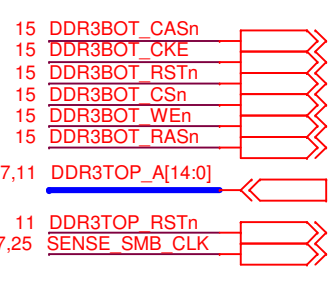 15 DDR3BOT_CASn
15 DDR3BOT_CKE
15 DDR3BOT_RSTn
15 DDR3BOT_CSn
15 DDR3BOT_WEn
15 DDR3BOT_RASn
7,11 DDR3TOP_A[14:0]
11 DDR3TOP_RSTn
7,25 SENSE_SMB_CLK